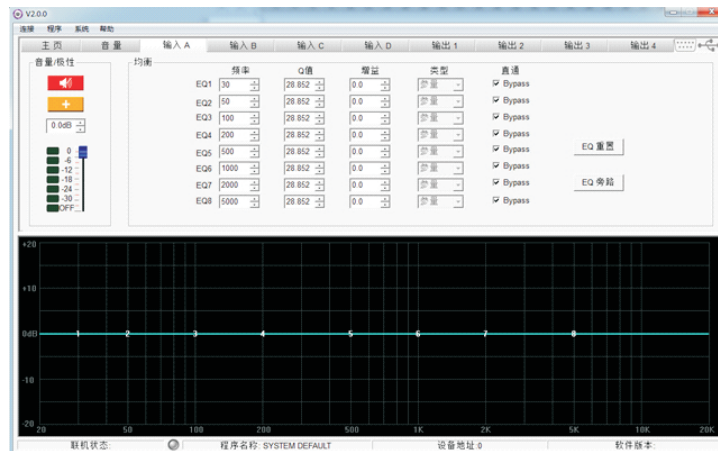 V2.0.0
连接 程序 系统 帮助
主 页 音 量 输入 A 输入 B 输入 C 输入 D 输出 1 输出 2 输出 3 输出 4
音量/极性 均衡
频率 Q值 增益 类型 直通
EQ1 30 28.852 0.0 参量 Bypass
EQ2 50 28.852 0.0 参量 Bypass
EQ3 100 28.852 0.0 参量 Bypass
EQ4 200 28.852 0.0 参量 Bypass
EQ5 500 28.852 0.0 参量 Bypass
EQ6 1000 28.852 0.0 参量 Bypass
EQ7 2000 28.852 0.0 参量 Bypass
EQ8 5000 28.852 0.0 参量 Bypass
+
0.0dB
0
-6
-12
-18
-24
-30
OFF
EQ 重置
EQ 旁路
+20
+10
0dB 1 2 3 4 5 6 7 8
-10
-20
20 50 100 200 500 1K 2K 5K 10K 20K
联机状态: 程序名称: SYSTEM DEFAULT 设备地址:0 软件版本: